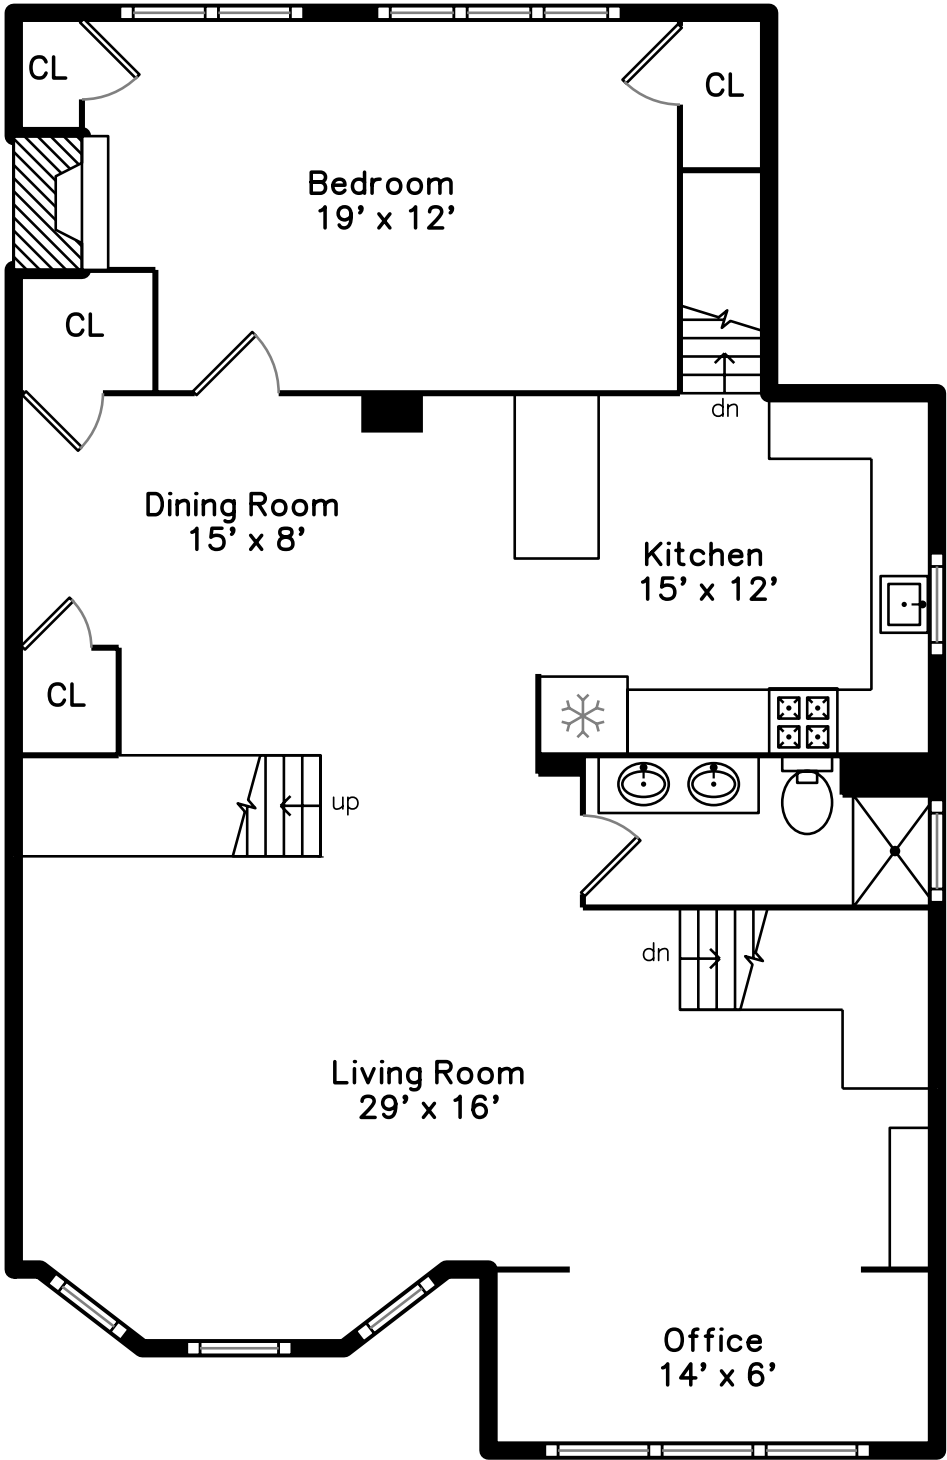 CL
CL
Bedroom
19' x 12'
CL
dn
Dining Room
15' x 8'
Kitchen
15' x 12'
CL
up
dn
Living Room
29' x 16'
Office
14' x 6'